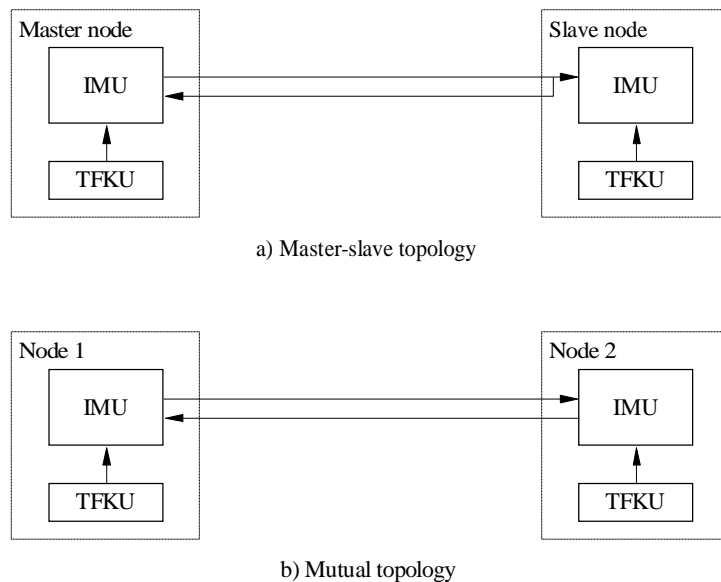 Master node
Slave node
IMU
IMU
TFKU
TFKU
a) Master-slave topology
Node 1
Node 2
IMU
IMU
TFKU
TFKU
b) Mutual topology